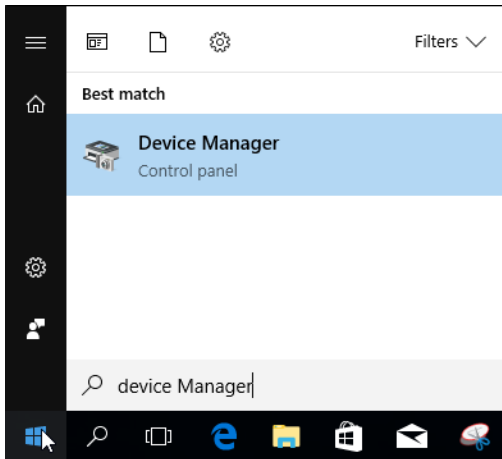 Filters
Best match
Device Manager
Control panel
device Manager